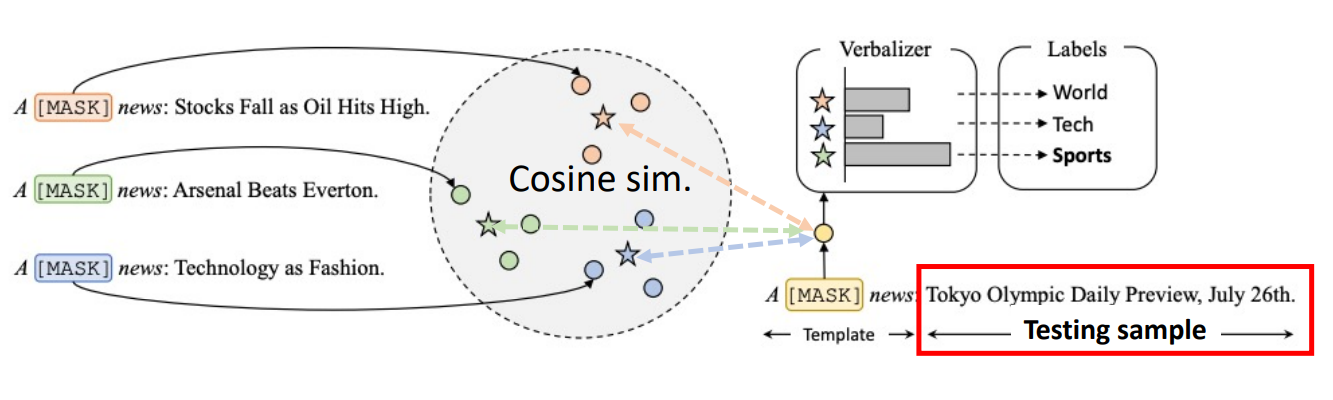 A [MASK] news: Stocks Fall as Oil Hits High.
A [MASK] news: Arsenal Beats Everton.
A [MASK] news: Technology as Fashion.
Cosine sim.
Verbalizer
Labels
World
Tech
Sports
A [MASK] news: Tokyo Olympic Daily Preview, July 26th.
Template
Testing sample